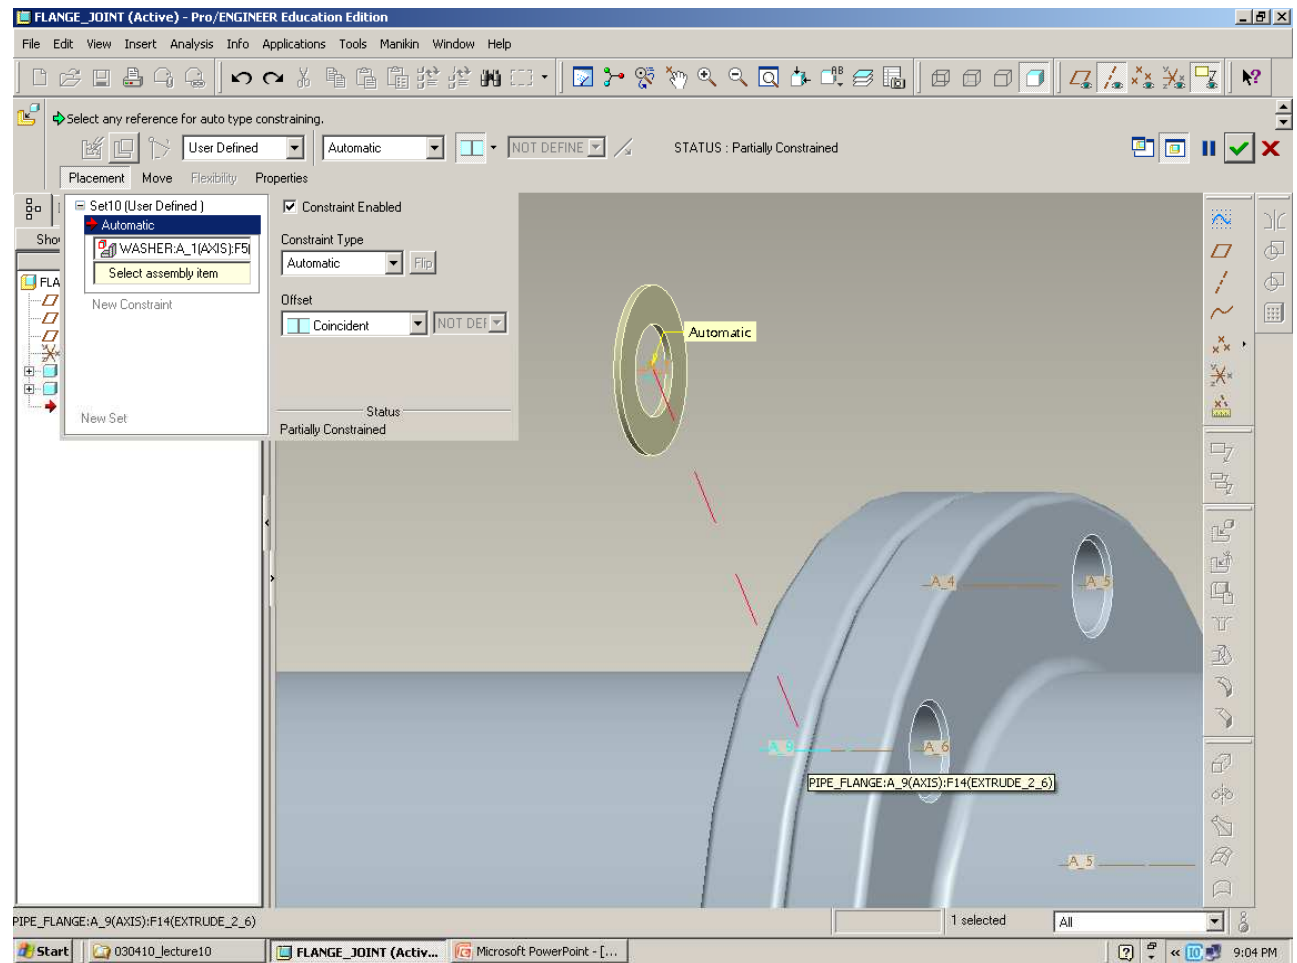 FLANGE_JOINT (Active) - Pro/ENGINEER Education Edition
File Edit View Insert Analysis Info Applications Tools Manikin Window Help
Select any reference for auto type constraining.
User Defined Automatic NOT DEFINE STATUS : Partially Constrained
Placement Move Flexibility Properties
Set10 (User Defined )
Automatic
WASHER:A_1(AXIS):F5(
Select assembly item
New Constraint
New Set
Constraint Enabled
Constraint Type
Automatic Flip
Offset
Coincident NOT DEF
Status
Partially Constrained
Sho
FLA
Automatic
A_4 A_5
A_9 A_6
PIPE_FLANGE:A_9(AXIS):F14(EXTRUDE_2_6)
A_5
PIPE_FLANGE:A_9(AXIS):F14(EXTRUDE_2_6) 1 selected All
Start 030410_lecture10 FLANGE_JOINT (Activ... Microsoft PowerPoint - [... 9:04 PM